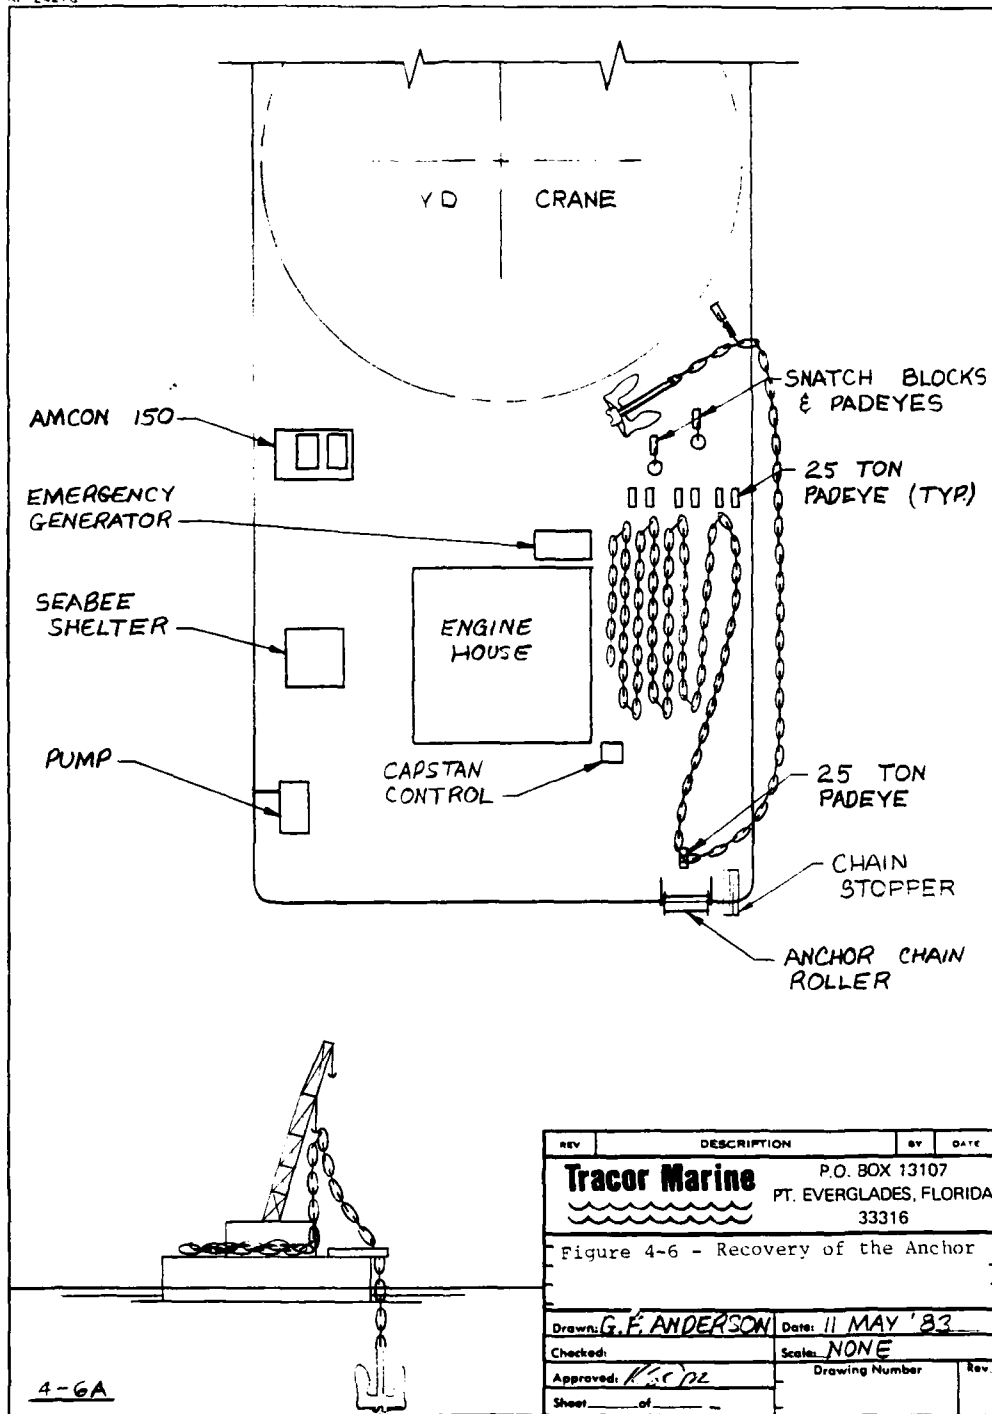 YD CRANE
SNATCH BLOCKS
& PADEYES
AMCON 150
25 TON
PADEYE (TYP.)
EMERGENCY
GENERATOR
SEABEE
SHELTER
ENGINE
HOUSE
PUMP
CAPSTAN
CONTROL
25 TON
PADEYE
CHAIN
STOPPER
ANCHOR CHAIN
ROLLER
4-6A
REV DESCRIPTION BY DATE
Tracor Marine
P.O. BOX 13107
PT. EVERGLADES, FLORIDA
33316
Figure 4-6 - Recovery of the Anchor
Drawn: G.F. ANDERSON Date: 11 MAY '83
Checked: Scale: NONE
Approved: Drawing Number Rev.
Sheet ____ of ____